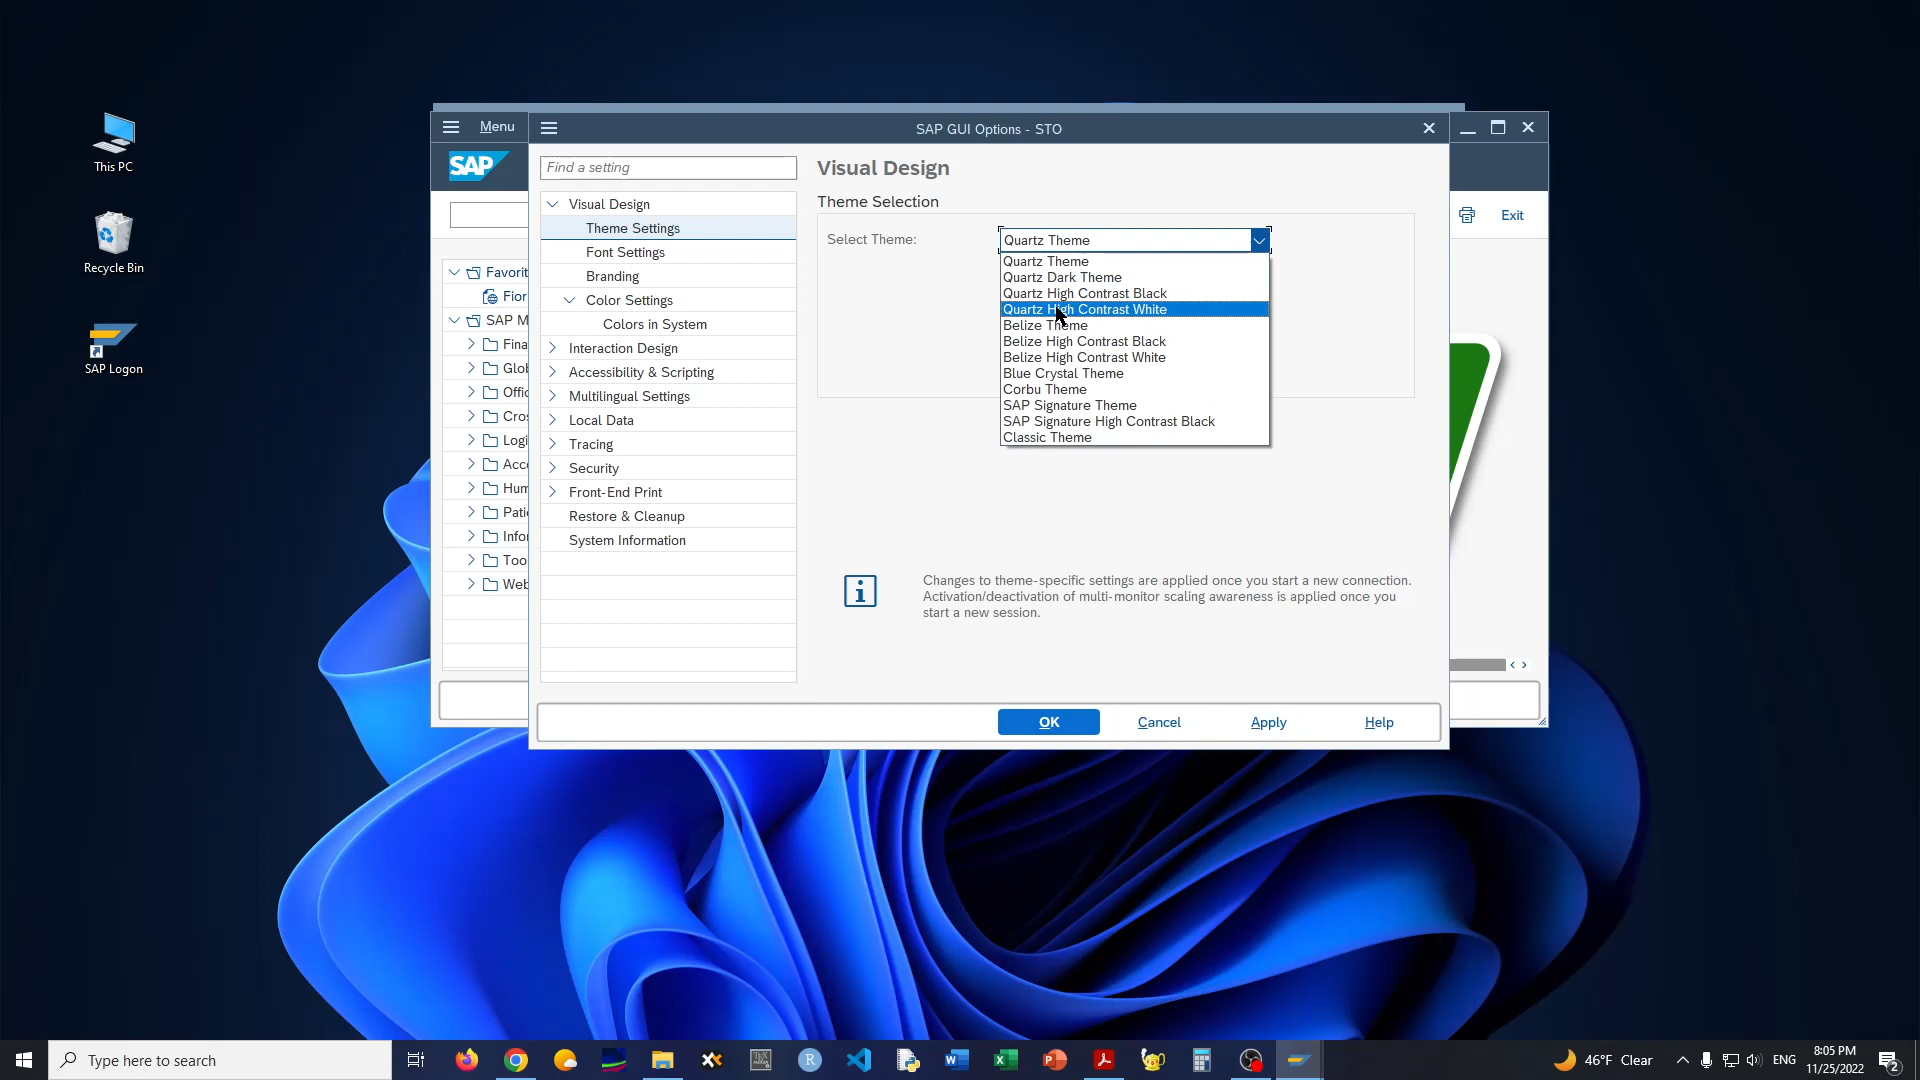 This PC
Recycle Bin
SAP Logon
Menu
SAP GUI Options - STO
SAP
Exit
Favorit
Fior
SAP M
Fina
Glob
Offic
Cros
Logi
Acco
Hum
Patie
Infor
Too
Web
Find a setting
Visual Design
Theme Settings
Font Settings
Branding
Color Settings
Colors in System
Interaction Design
Accessibility & Scripting
Multilingual Settings
Local Data
Tracing
Security
Front-End Print
Restore & Cleanup
System Information
Visual Design
Theme Selection
Select Theme:
Quartz Theme
Quartz Theme
Quartz Dark Theme
Quartz High Contrast Black
Quartz High Contrast White
Belize Theme
Belize High Contrast Black
Belize High Contrast White
Blue Crystal Theme
Corbu Theme
SAP Signature Theme
SAP Signature High Contrast Black
Classic Theme
Changes to theme-specific settings are applied once you start a new connection.
Activation/deactivation of multi-monitor scaling awareness is applied once you
start a new session.
OK
Cancel
Apply
Help
Type here to search
46°F Clear
ENG
8:05 PM
11/25/2022
2